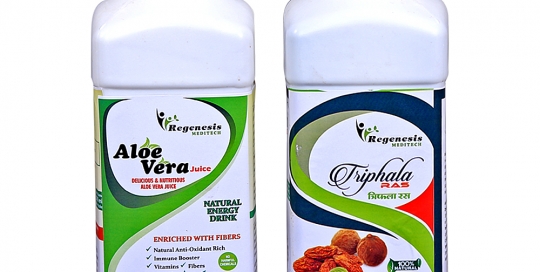 Regenesis
MEDITECH
Aloe
Vera Juice
DELICIOUS & NUTRITIOUS
ALOE VERA JUICE
NATURAL
ENERGY
DRINK
ENRICHED WITH FIBERS
✓ Natural Anti-Oxidant Rich
✓ Immune Booster
✓ Vitamins ✓ Fibers
Regenesis
MEDITECH
Triphala
RAS
त्रिफला रस
100%
NATURAL